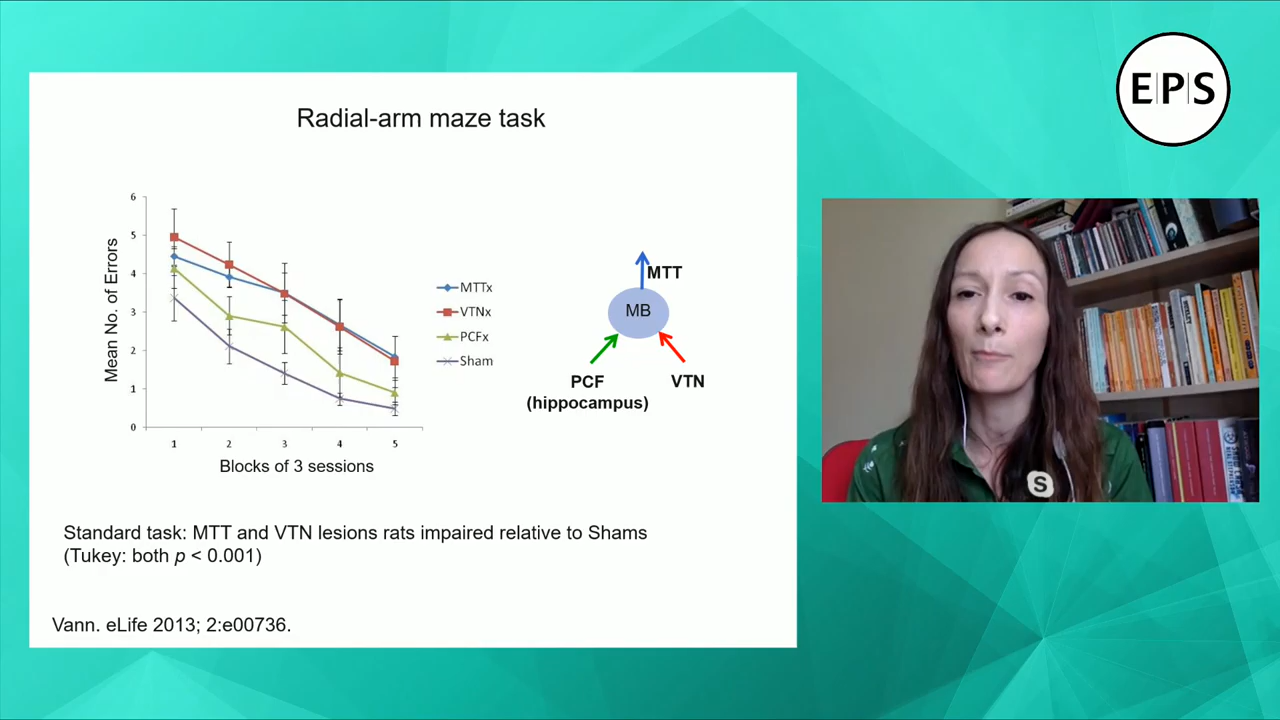 E|P|S
Radial-arm maze task
6
5
4
3
2
1
0
Mean No. of Errors
1 2 3 4 5
Blocks of 3 sessions
MTTx
VTNx
PCFx
Sham
MTT
MB
PCF
(hippocampus)
VTN
Standard task: MTT and VTN lesions rats impaired relative to Shams
(Tukey: both p < 0.001)
Vann. eLife 2013; 2:e00736.
S